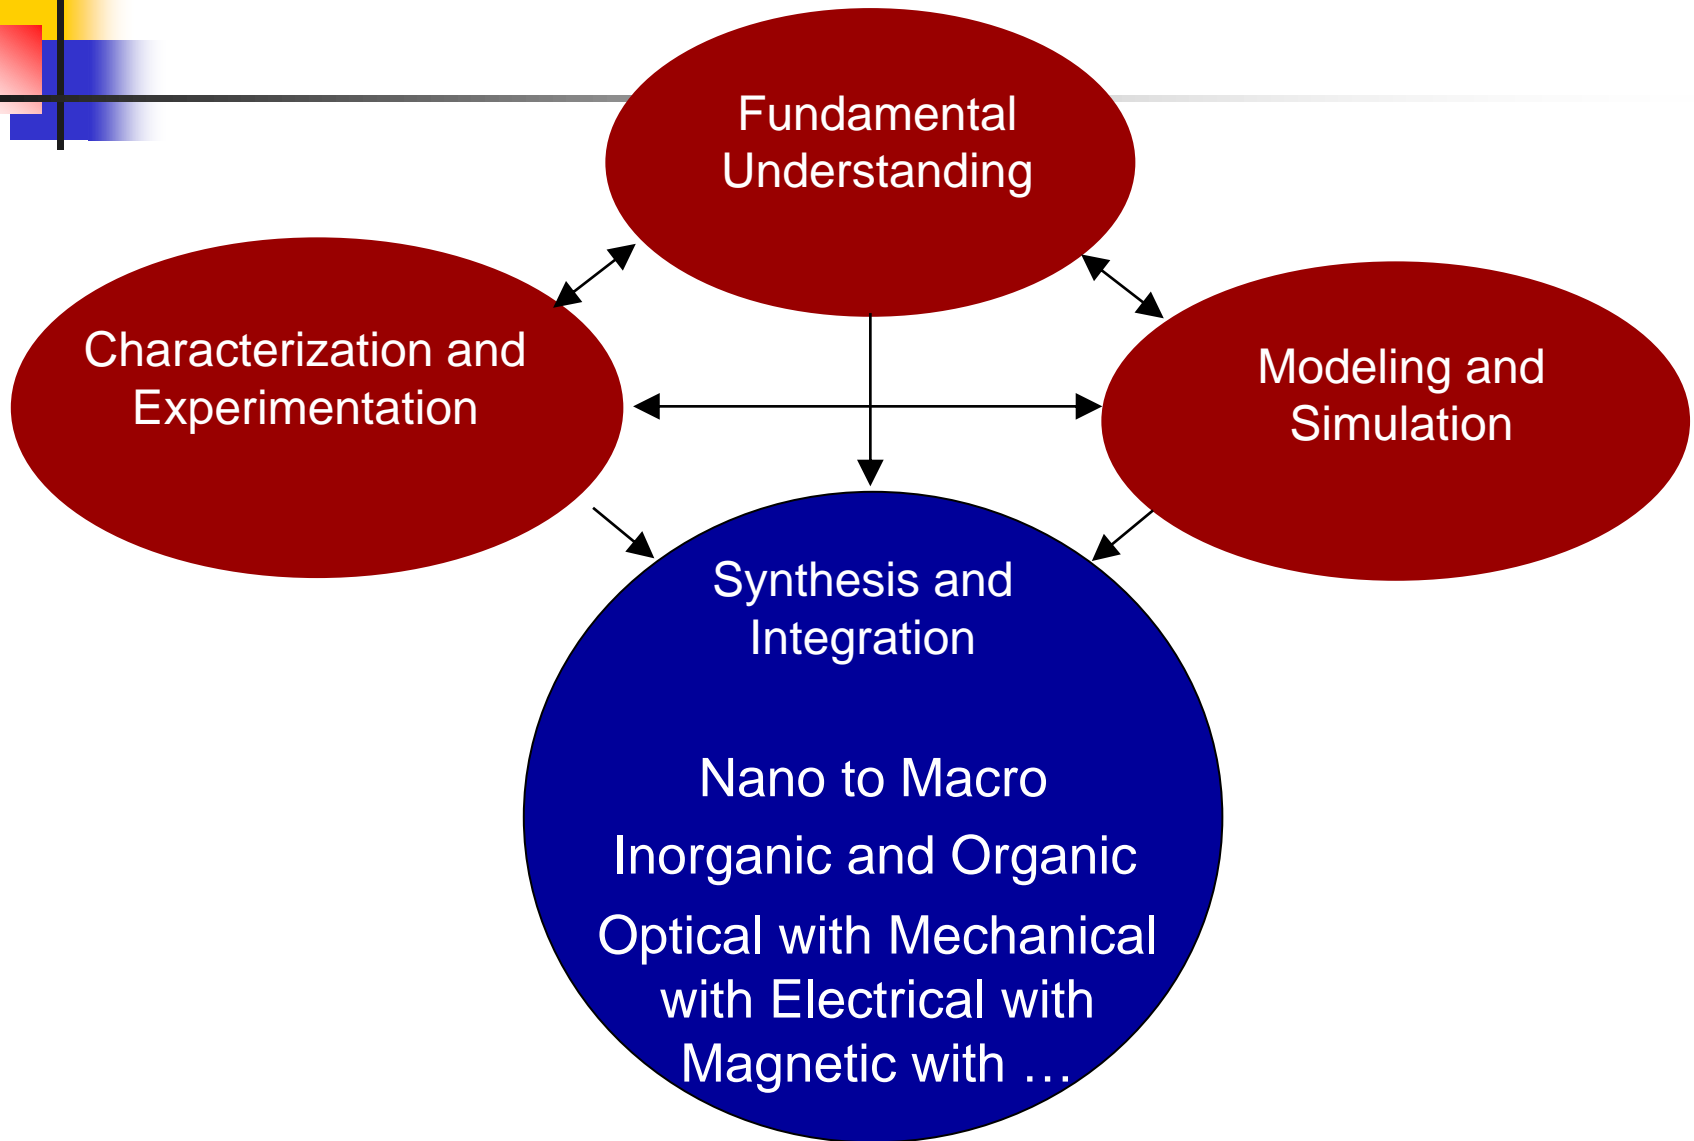 Fundamental
Understanding
Characterization and
Experimentation
Modeling and
Simulation
Synthesis and
Integration
Nano to Macro
Inorganic and Organic
Optical with Mechanical
with Electrical with
Magnetic with …